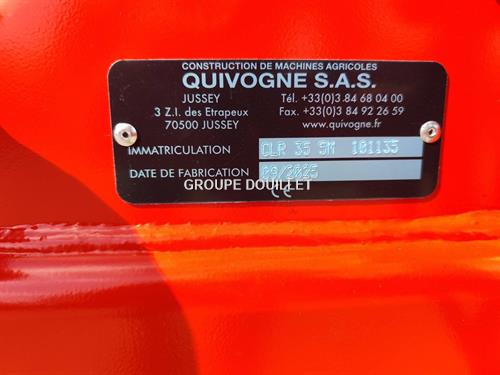 CONSTRUCTION DE MACHINES AGRICOLES
QUIVOGNE S.A.S.
JUSSEY
3 Z.I. des Etrapeux
70500 JUSSEY
Tél. +33(0)3 84 68 04 00
Fax. +33(0)3 84 92 26 59
www.quivogne.fr
IMMATRICULATION CLR 35 5M 101135
DATE DE FABRICATION 09/2025
GROUPE DOUILLET
CE